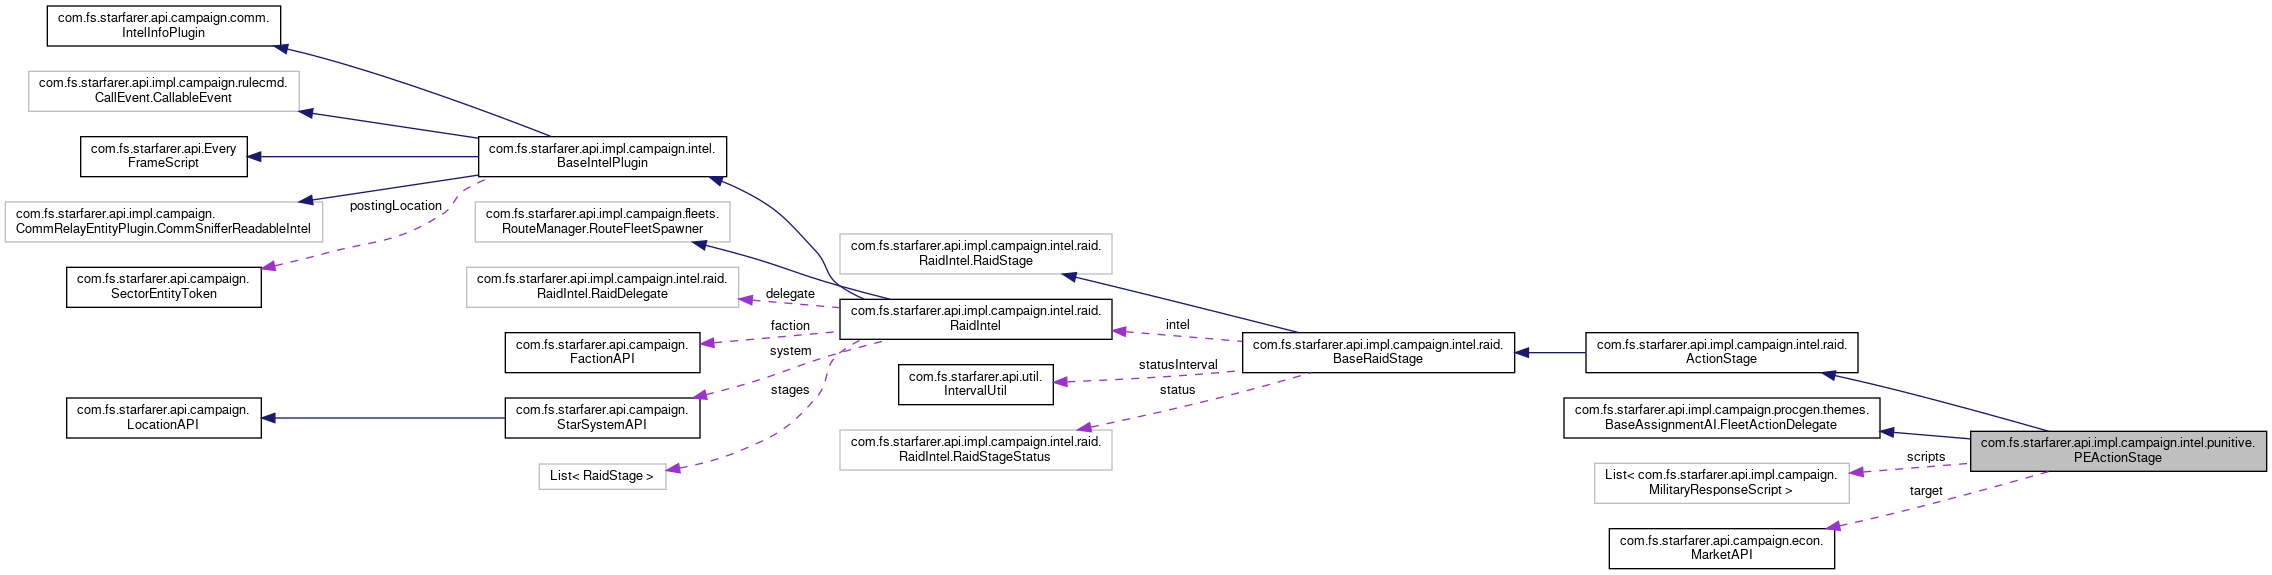 com.fs.starfarer.api.campaign.comm.
IntelInfoPlugin
com.fs.starfarer.api.impl.campaign.rulecmd.
CallEvent.CallableEvent
com.fs.starfarer.api.Every
FrameScript
com.fs.starfarer.api.impl.campaign.
CommRelayEntityPlugin.CommSnifferReadableIntel
com.fs.starfarer.api.campaign.
SectorEntityToken
com.fs.starfarer.api.campaign.
LocationAPI
postingLocation
com.fs.starfarer.api.impl.campaign.intel.
BaseIntelPlugin
com.fs.starfarer.api.impl.campaign.fleets.
RouteManager.RouteFleetSpawner
com.fs.starfarer.api.impl.campaign.intel.raid.
RaidIntel.RaidDelegate
com.fs.starfarer.api.campaign.
FactionAPI
com.fs.starfarer.api.campaign.
StarSystemAPI
List< RaidStage >
delegate
faction
system
stages
com.fs.starfarer.api.impl.campaign.intel.raid.
RaidIntel.RaidStage
com.fs.starfarer.api.impl.campaign.intel.raid.
RaidIntel
com.fs.starfarer.api.util.
IntervalUtil
com.fs.starfarer.api.impl.campaign.intel.raid.
RaidIntel.RaidStageStatus
intel
statusInterval
status
com.fs.starfarer.api.impl.campaign.intel.raid.
BaseRaidStage
com.fs.starfarer.api.impl.campaign.intel.raid.
ActionStage
com.fs.starfarer.api.impl.campaign.procgen.themes.
BaseAssignmentAI.FleetActionDelegate
List< com.fs.starfarer.api.impl.campaign.
MilitaryResponseScript >
com.fs.starfarer.api.campaign.econ.
MarketAPI
scripts
target
com.fs.starfarer.api.impl.campaign.intel.punitive.
PEActionStage